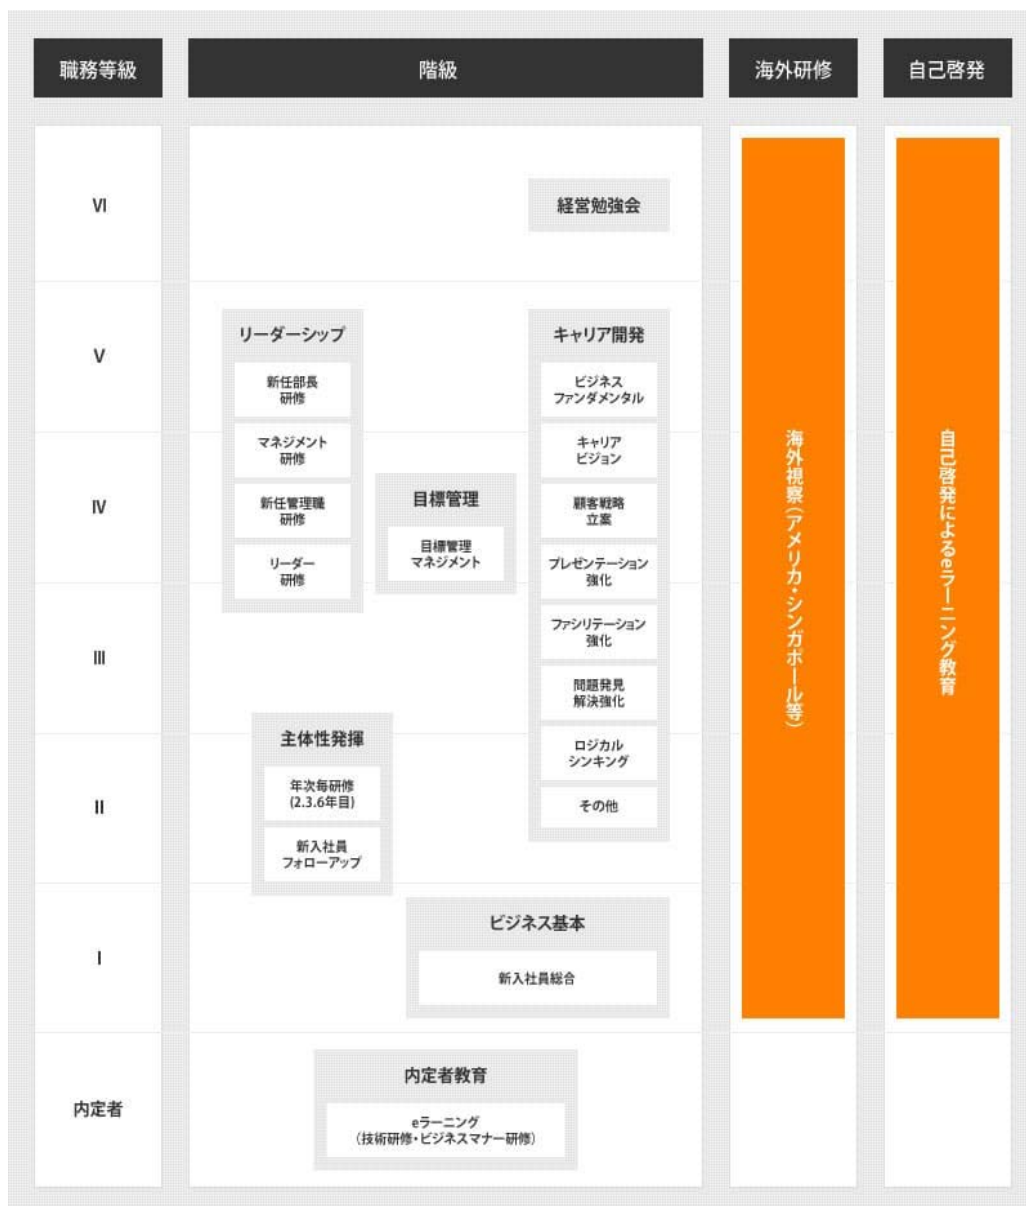 職務等級
階級
海外研修
自己啓発
VI
経営勉強会
V
リーダーシップ
新任部長
研修
マネジメント
研修
新任管理職
研修
リーダー
研修
キャリア開発
ビジネス
ファンダメンタル
キャリア
ビジョン
顧客戦略
立案
プレゼンテーション
強化
ファシリテーション
強化
問題発見
解決強化
ロジカル
シンキング
その他
IV
目標管理
目標管理
マネジメント
III
主体性発揮
年次毎研修
(2.3.6年目)
新入社員
フォローアップ
II
I
ビジネス基本
新入社員総合
内定者
内定者教育
eラーニング
(技術研修・ビジネスマナー研修)
海外視察(アメリカ・シンガポール等)
自己啓発によるeラーニング教育